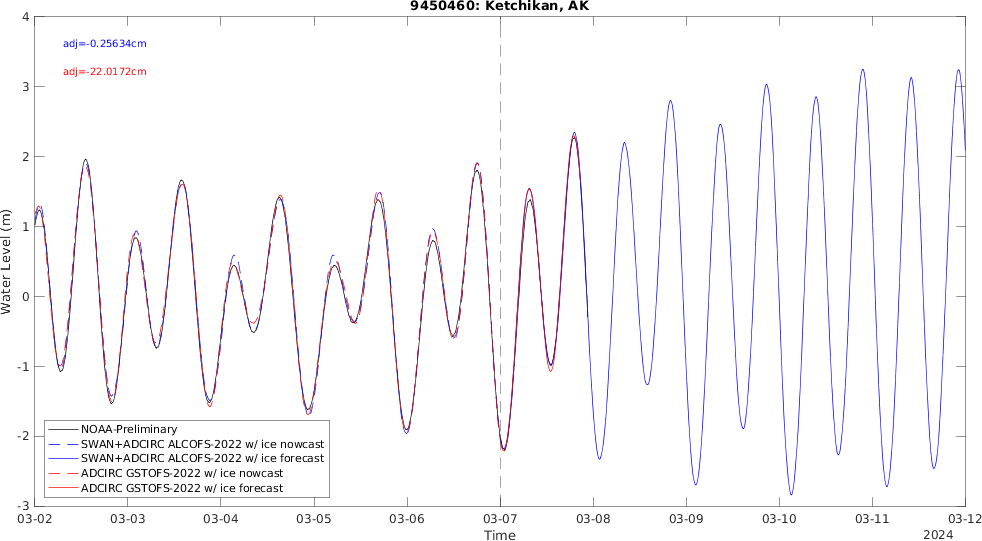 9450460: Ketchikan, AK
adj=-0.25634cm
adj=-22.0172cm
Water Level (m)
4
3
2
1
0
-1
-2
-3
NOAA-Preliminary
SWAN+ADCIRC ALCOFS-2022 w/ ice nowcast
SWAN+ADCIRC ALCOFS-2022 w/ ice forecast
ADCIRC GSTOFS-2022 w/ ice nowcast
ADCIRC GSTOFS-2022 w/ ice forecast
03-02 03-03 03-04 03-05 03-06 03-07 03-08 03-09 03-10 03-11 03-12
Time
2024